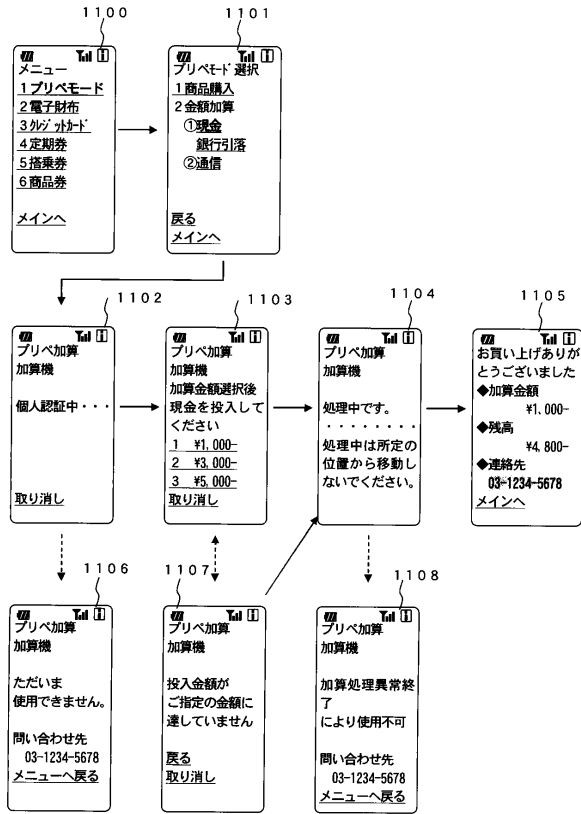 1100
メニュー
1プリペモード
2電子財布
3クレジットカード
4定期券
5搭乗券
6商品券
メインへ
1101
プリペモード選択
1商品購入
2金額加算
①現金
銀行引落
②通信
戻る
メインへ
1102
プリペ加算
加算機
個人認証中・・・
取り消し
1103
プリペ加算
加算機
加算金額選択後
現金を投入して
ください
1 ¥1,000-
2 ¥3,000-
3 ¥5,000-
取り消し
1104
プリペ加算
加算機
処理中です。
・・・・・・・・
処理中は所定の
位置から移動し
ないでください。
1105
お買い上げありが
とうございました
◆加算金額
¥1,000-
◆残高
¥4,800-
◆連絡先
03-1234-5678
メインへ
1106
プリペ加算
加算機
ただいま
使用できません。
問い合わせ先
03-1234-5678
メニューへ戻る
1107
プリペ加算
加算機
投入金額が
ご指定の金額に
達していません
戻る
取り消し
1108
プリペ加算
加算機
加算処理異常終
了
により使用不可
問い合わせ先
03-1234-5678
メニューへ戻る